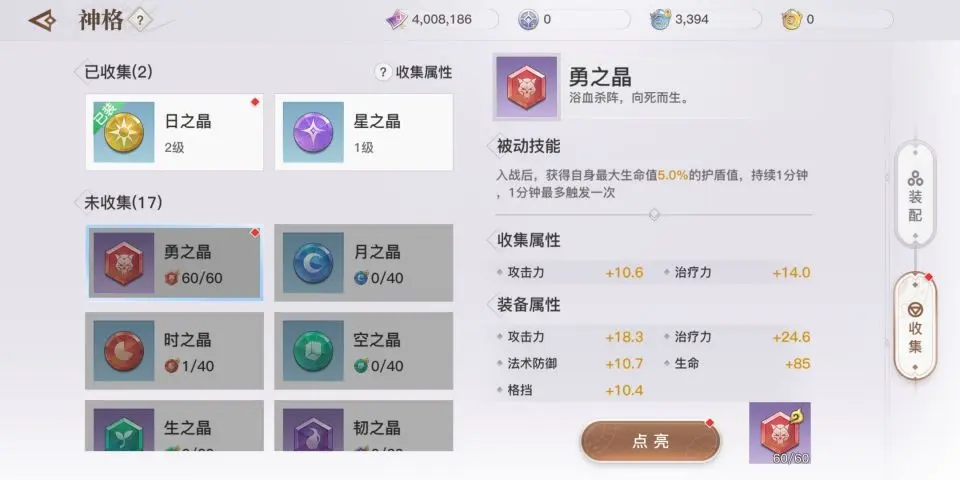 神格 ?
4,008,186
0
3,394
0
已收集(2)
? 收集属性
已装
日之晶
2级
星之晶
1级
未收集(17)
勇之晶
60/60
月之晶
0/40
时之晶
1/40
空之晶
0/40
生之晶
韧之晶
勇之晶
浴血杀阵，向死而生。
被动技能
入战后，获得自身最大生命值5.0%的护盾值，持续1分钟
，1分钟最多触发一次
收集属性
攻击力 +10.6 治疗力 +14.0
装备属性
攻击力 +18.3 治疗力 +24.6
法术防御 +10.7 生命 +85
格挡 +10.4
点亮
60/60
装配
收集